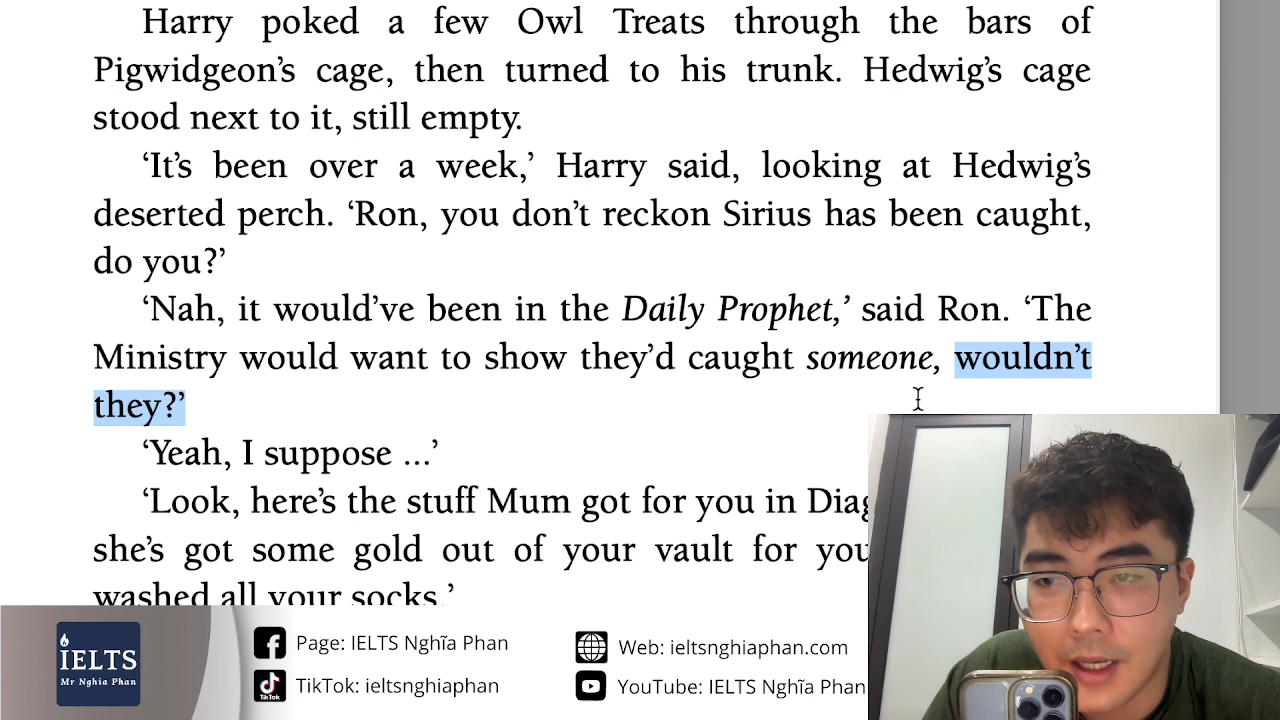 Harry poked a few Owl Treats through the bars of
Pigwidgeon’s cage, then turned to his trunk. Hedwig’s cage
stood next to it, still empty.
‘It’s been over a week,’ Harry said, looking at Hedwig’s
deserted perch. ‘Ron, you don’t reckon Sirius has been caught,
do you?’
‘Nah, it would’ve been in the Daily Prophet,’ said Ron. ‘The
Ministry would want to show they’d caught someone, wouldn’t
they?’
‘Yeah, I suppose …’
‘Look, here’s the stuff Mum got for you in Diag
she’s got some gold out of your vault for you
washed all your socks.’
IELTS
Mr Nghia Phan
Page: IELTS Nghĩa Phan
TikTok: ieltsnghiaphan
TikTok
Web: ieltsnghiaphan.com
YouTube: IELTS Nghĩa Phan